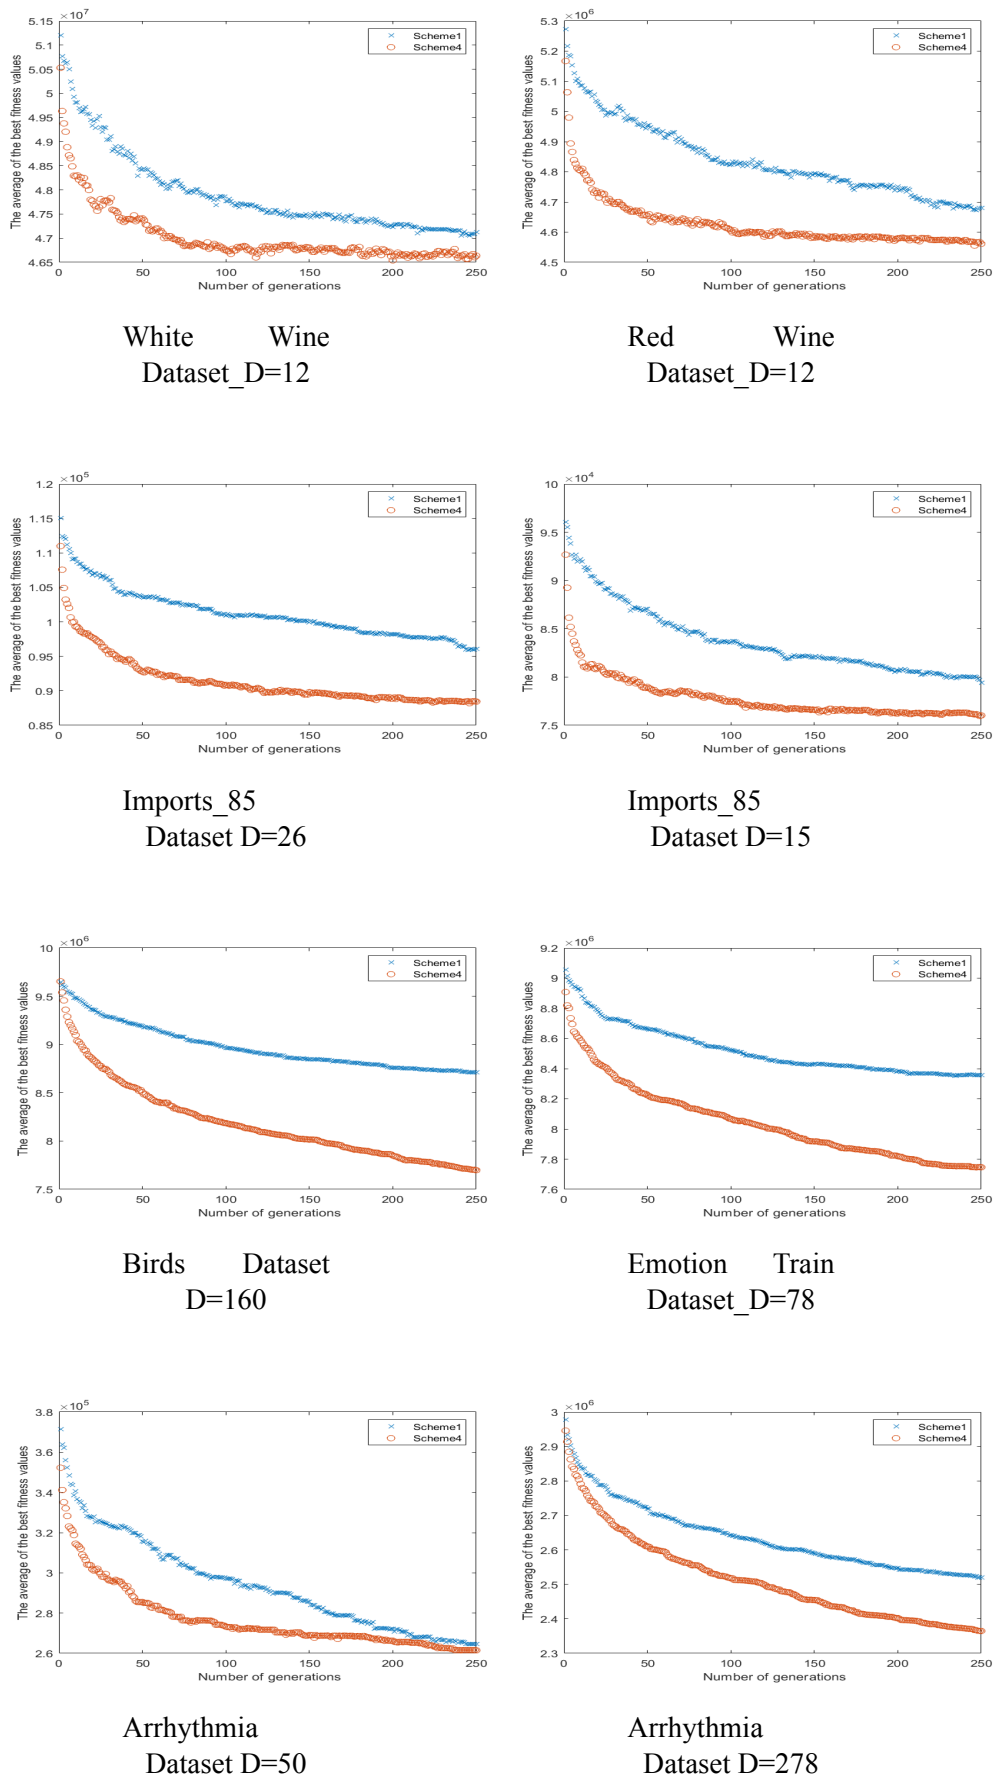 ×10^7
5.15
5.1
5.05
5
4.95
4.9
4.85
4.8
4.75
4.7
4.65
The average of the best fitness values
Scheme1
Scheme4
0 50 100 150 200 250
Number of generations
×10^6
5.3
5.2
5.1
5
4.9
4.8
4.7
4.6
4.5
The average of the best fitness values
Scheme1
Scheme4
0 50 100 150 200 250
Number of generations
White Wine
Dataset_D=12
Red Wine
Dataset_D=12
×10^5
1.2
1.15
1.1
1.05
1
0.95
0.9
0.85
The average of the best fitness values
Scheme1
Scheme4
0 50 100 150 200 250
Number of generations
×10^4
10
9.5
9
8.5
8
7.5
The average of the best fitness values
Scheme1
Scheme4
0 50 100 150 200 250
Number of generations
Imports_85
Dataset D=26
Imports_85
Dataset D=15
×10^6
10
9.5
9
8.5
8
7.5
The average of the best fitness values
Scheme1
Scheme4
0 50 100 150 200 250
Number of generations
×10^6
9.2
9
8.8
8.6
8.4
8.2
8
7.8
7.6
The average of the best fitness values
Scheme1
Scheme4
0 50 100 150 200 250
Number of generations
Birds Dataset
D=160
Emotion Train
Dataset_D=78
×10^5
3.8
3.6
3.4
3.2
3
2.8
2.6
The average of the best fitness values
Scheme1
Scheme4
0 50 100 150 200 250
Number of generations
×10^6
3
2.9
2.8
2.7
2.6
2.5
2.4
2.3
The average of the best fitness values
Scheme1
Scheme4
0 50 100 150 200 250
Number of generations
Arrhythmia
Dataset D=50
Arrhythmia
Dataset D=278